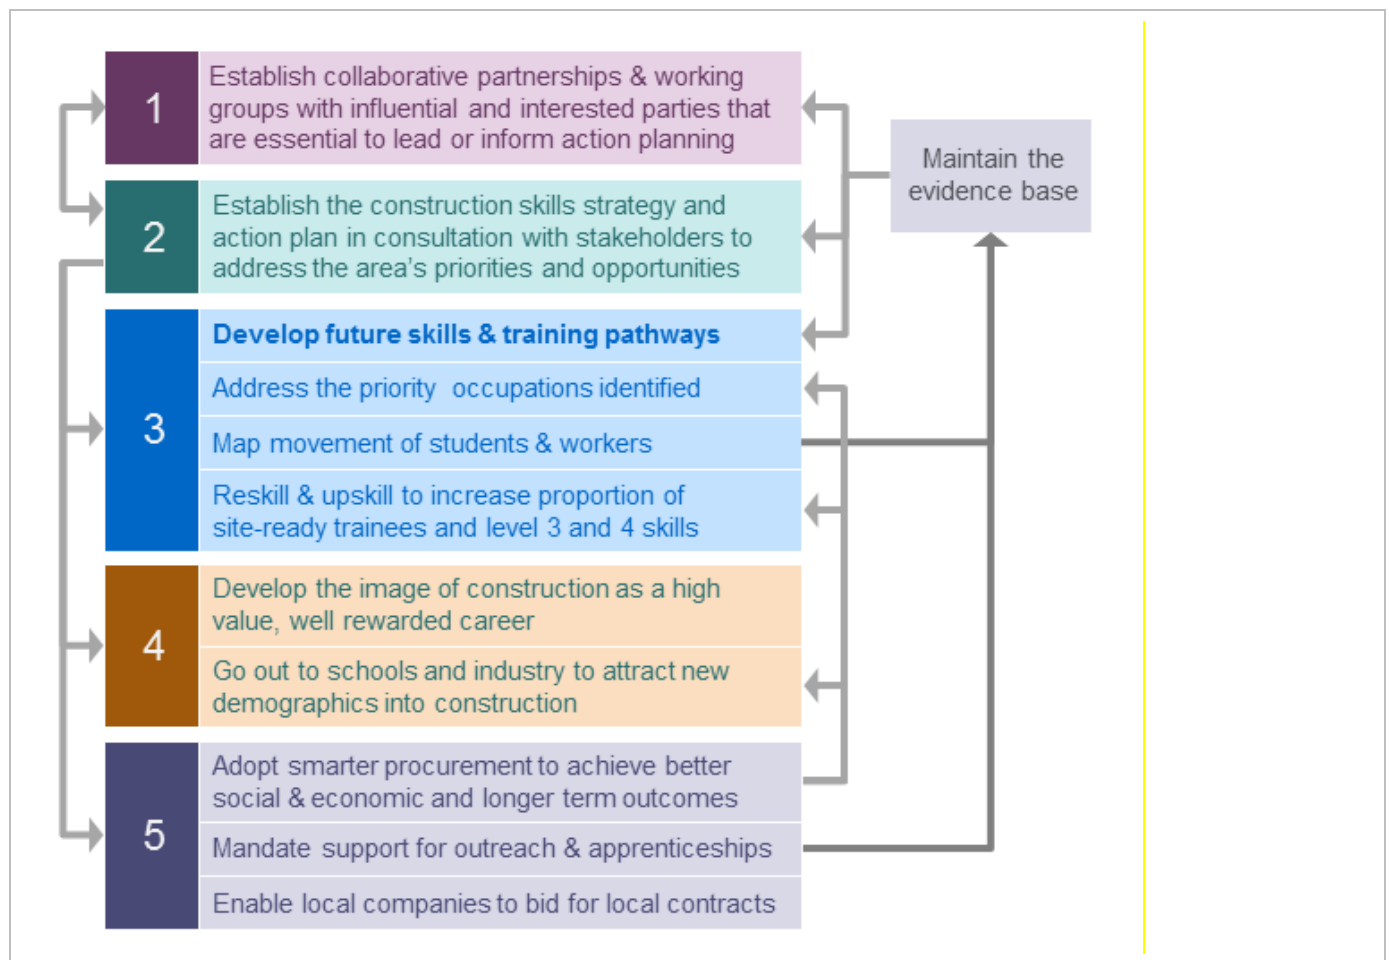 1
Establish collaborative partnerships & working
groups with influential and interested parties that
are essential to lead or inform action planning
Maintain the
evidence base
2
Establish the construction skills strategy and
action plan in consultation with stakeholders to
address the area's priorities and opportunities
3
Develop future skills & training pathways
Address the priority occupations identified
Map movement of students & workers
Reskill & upskill to increase proportion of
site-ready trainees and level 3 and 4 skills
4
Develop the image of construction as a high
value, well rewarded career
Go out to schools and industry to attract new
demographics into construction
5
Adopt smarter procurement to achieve better
social & economic and longer term outcomes
Mandate support for outreach & apprenticeships
Enable local companies to bid for local contracts